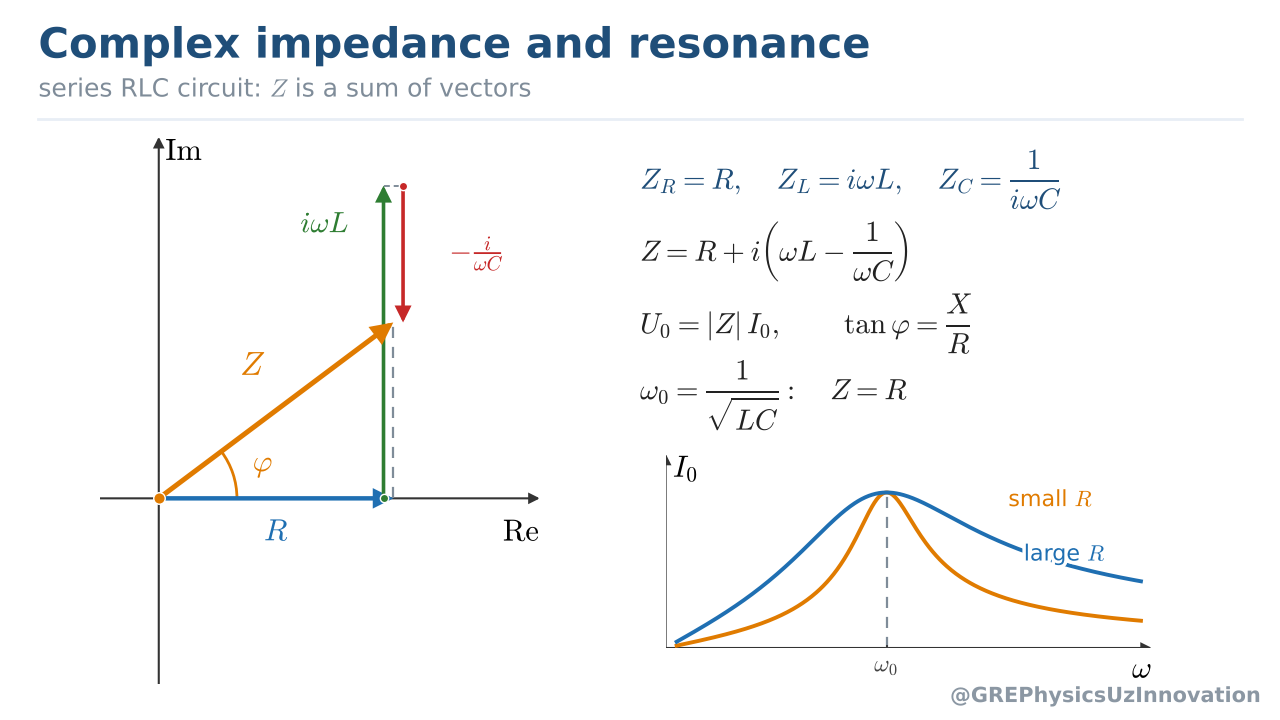 Complex impedance and resonance
series RLC circuit: Z is a sum of vectors
Im
iωL
−i/(ωC)
Z
φ
R
Re
Z_R = R, Z_L = iωL, Z_C = 1/(iωC)
Z = R + i(ωL − 1/(ωC))
U_0 = |Z| I_0, tan φ = X/R
ω_0 = 1/√(LC) : Z = R
I_0
small R
large R
ω_0
ω
@GREPhysicsUzInnovation